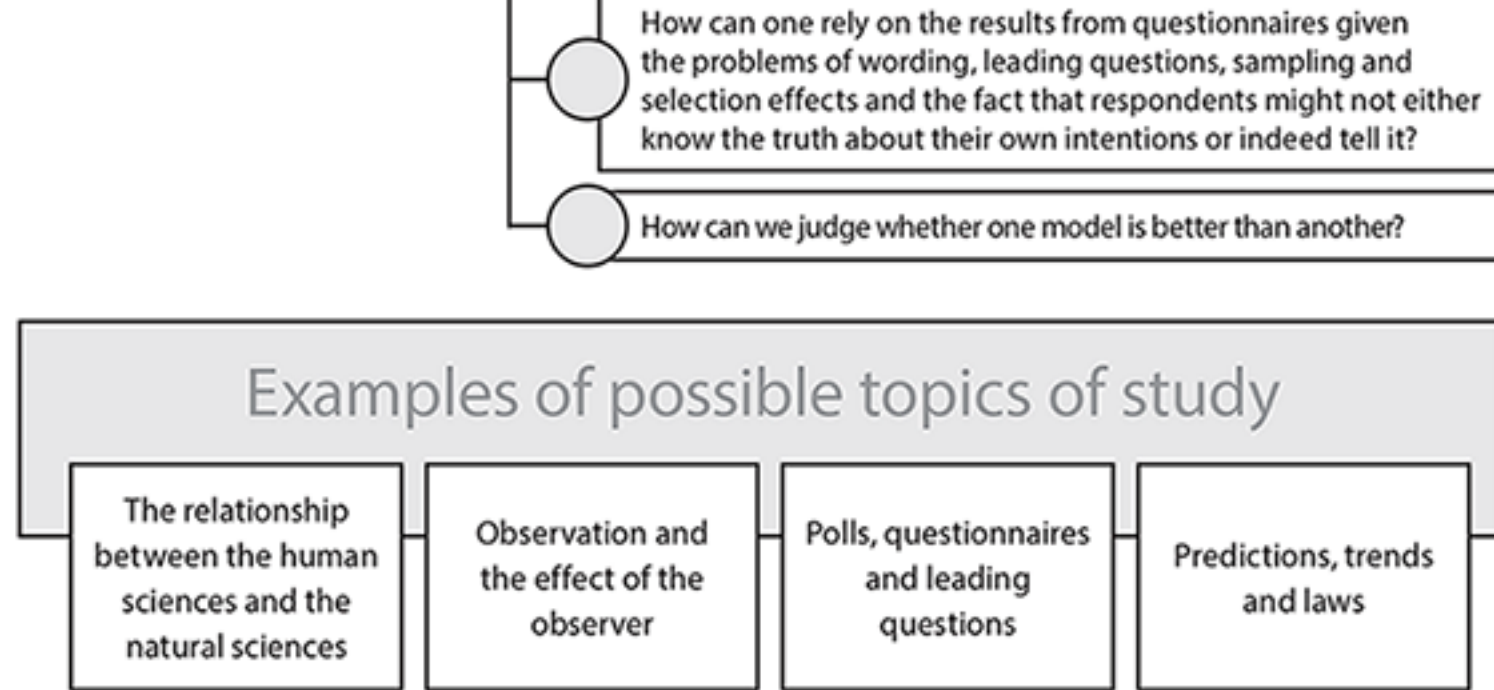 How can one rely on the results from questionnaires given
the problems of wording, leading questions, sampling and
selection effects and the fact that respondents might not either
know the truth about their own intentions or indeed tell it?
How can we judge whether one model is better than another?
Examples of possible topics of study
The relationship
between the human
sciences and the
natural sciences
Observation and
the effect of the
observer
Polls, questionnaires
and leading
questions
Predictions, trends
and laws